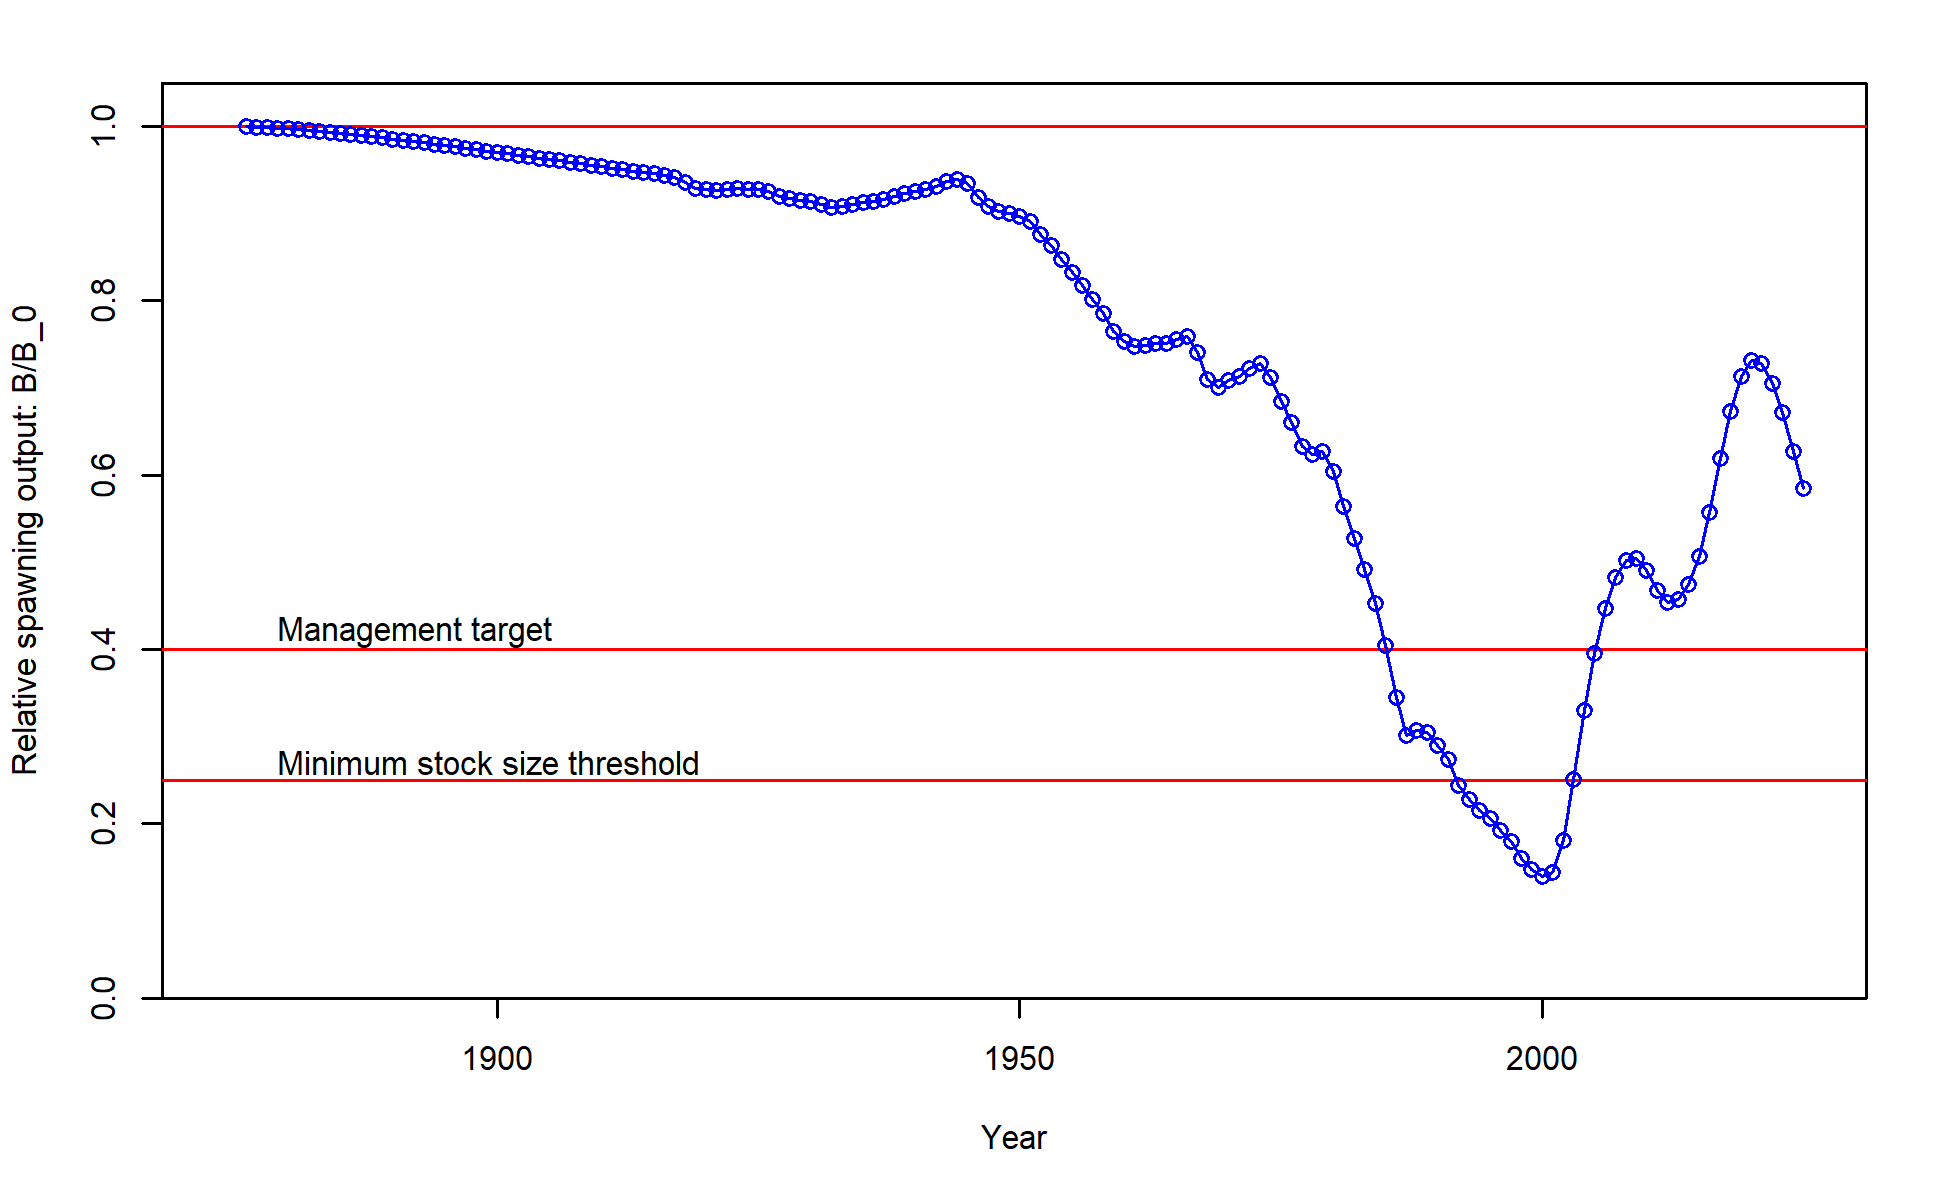 Relative spawning output: B/B_0
1.0
0.8
0.6
0.4
0.2
0.0
Management target
Minimum stock size threshold
1900 1950 2000
Year